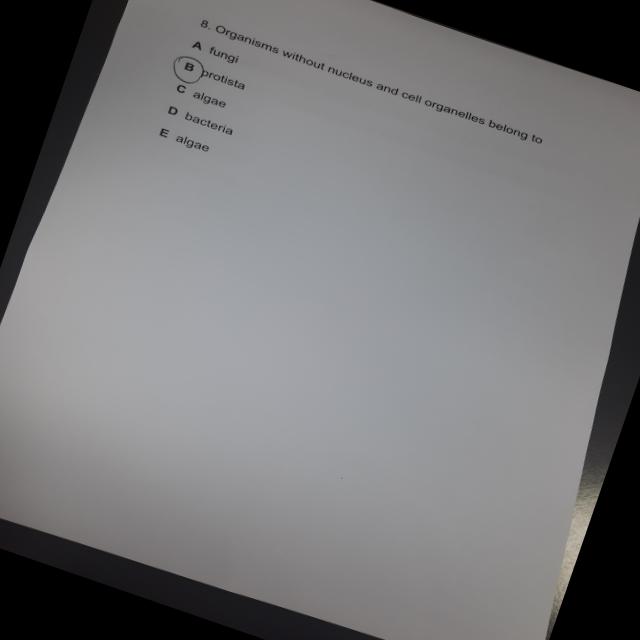 8. Organisms without nucleus and cell organelles belong to
A fungi
B protista
C algae
D bacteria
E algae